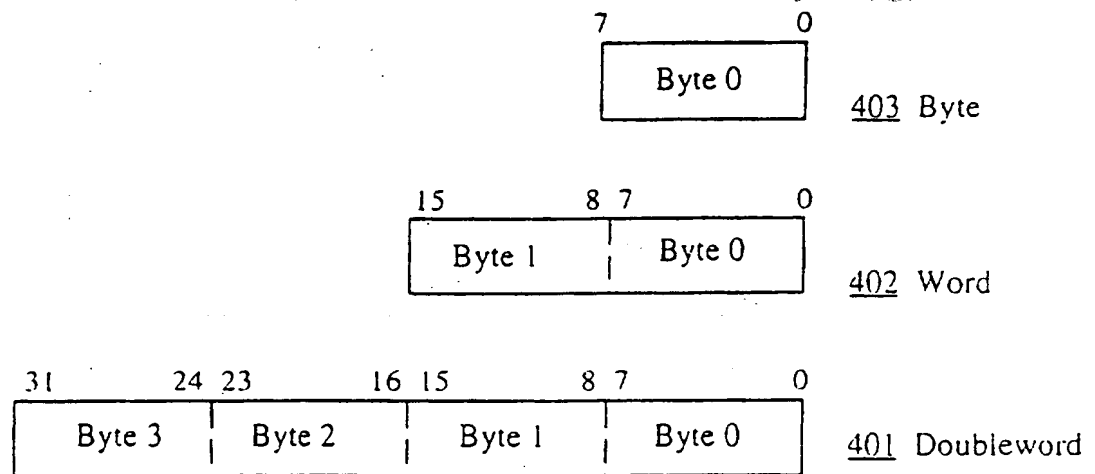 7 0
Byte 0
403 Byte
15 8 7 0
Byte 1 Byte 0
402 Word
31 24 23 16 15 8 7 0
Byte 3 Byte 2 Byte 1 Byte 0
401 Doubleword